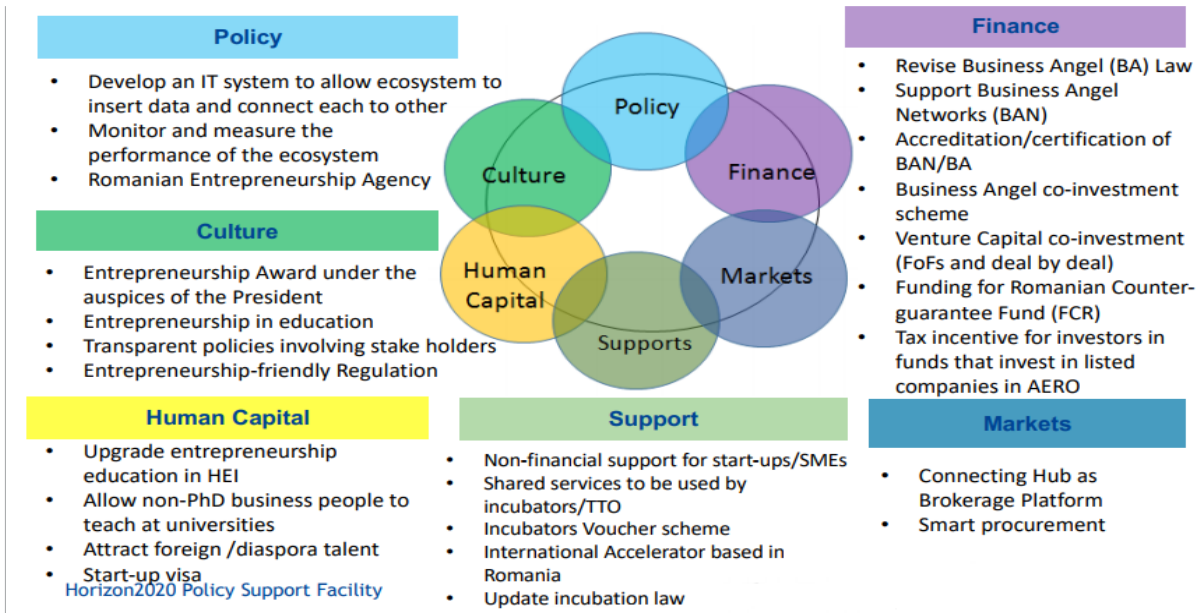 Policy
• Develop an IT system to allow ecosystem to
insert data and connect each to other
• Monitor and measure the
performance of the ecosystem
• Romanian Entrepreneurship Agency
Culture
• Entrepreneurship Award under the
auspices of the President
• Entrepreneurship in education
• Transparent policies involving stake holders
• Entrepreneurship-friendly Regulation
Policy
Finance
Markets
Supports
Human
Capital
Culture
Finance
• Revise Business Angel (BA) Law
• Support Business Angel
Networks (BAN)
• Accreditation/certification of
BAN/BA
• Business Angel co-investment
scheme
• Venture Capital co-investment
(FoFs and deal by deal)
• Funding for Romanian Counter-
guarantee Fund (FCR)
• Tax incentive for investors in
funds that invest in listed
companies in AERO
Human Capital
• Upgrade entrepreneurship
education in HEI
• Allow non-PhD business people to
teach at universities
• Attract foreign /diaspora talent
• Start-up visa
Horizon2020 Policy Support Facility
Support
• Non-financial support for start-ups/SMEs
• Shared services to be used by
incubators/TTO
• Incubators Voucher scheme
• International Accelerator based in
Romania
• Update incubation law
Markets
• Connecting Hub as
Brokerage Platform
• Smart procurement